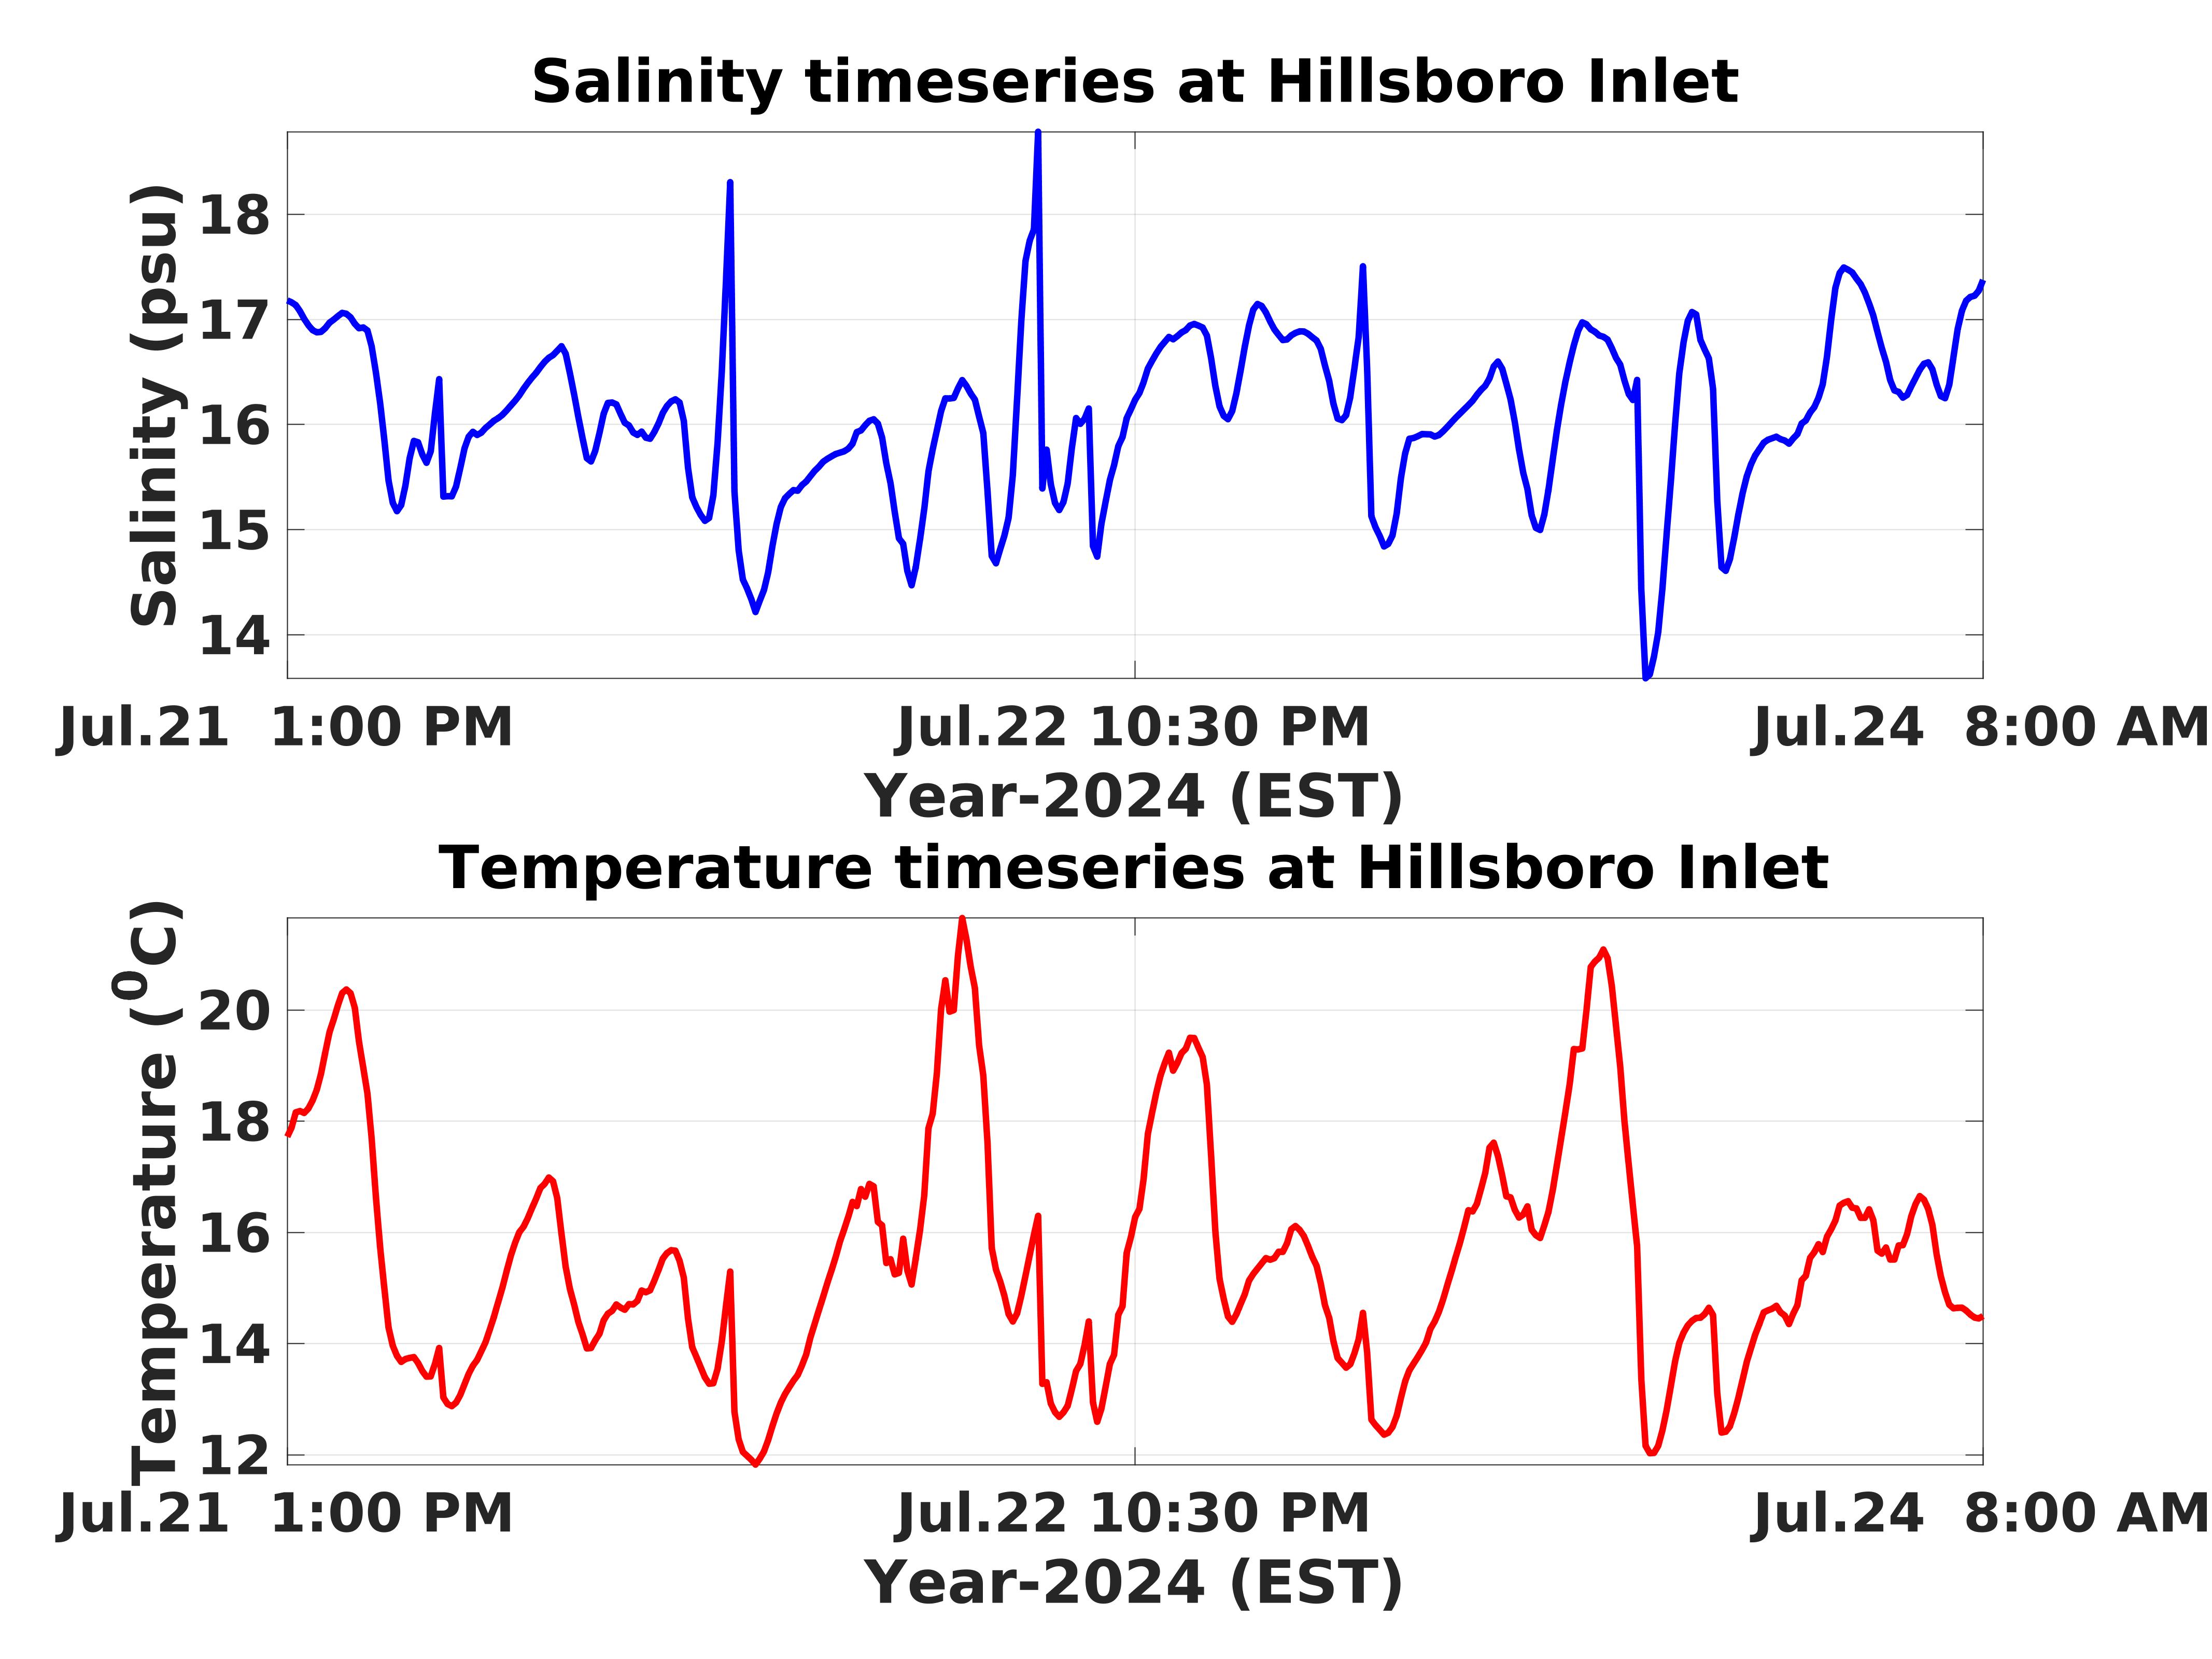 Salinity timeseries at Hillsboro Inlet
Salinity (psu)
18
17
16
15
14
Jul.21  1:00 PM
Jul.22 10:30 PM
Jul.24  8:00 AM
Year-2024 (EST)
Temperature timeseries at Hillsboro Inlet
Temperature (⁰C)
20
18
16
14
12
Jul.21  1:00 PM
Jul.22 10:30 PM
Jul.24  8:00 AM
Year-2024 (EST)